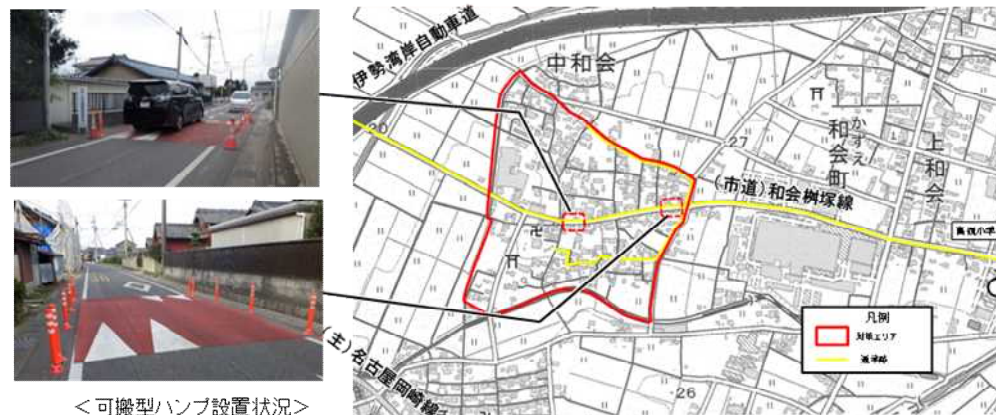 <可搬型ハンプ設置状況>
伊勢湾岸自動車道
中和会
20
27
かすえ
和会町
上和会
(市道)和会桝塚線
凡例
対策エリア
通学路
(主)名古屋岡崎線
26